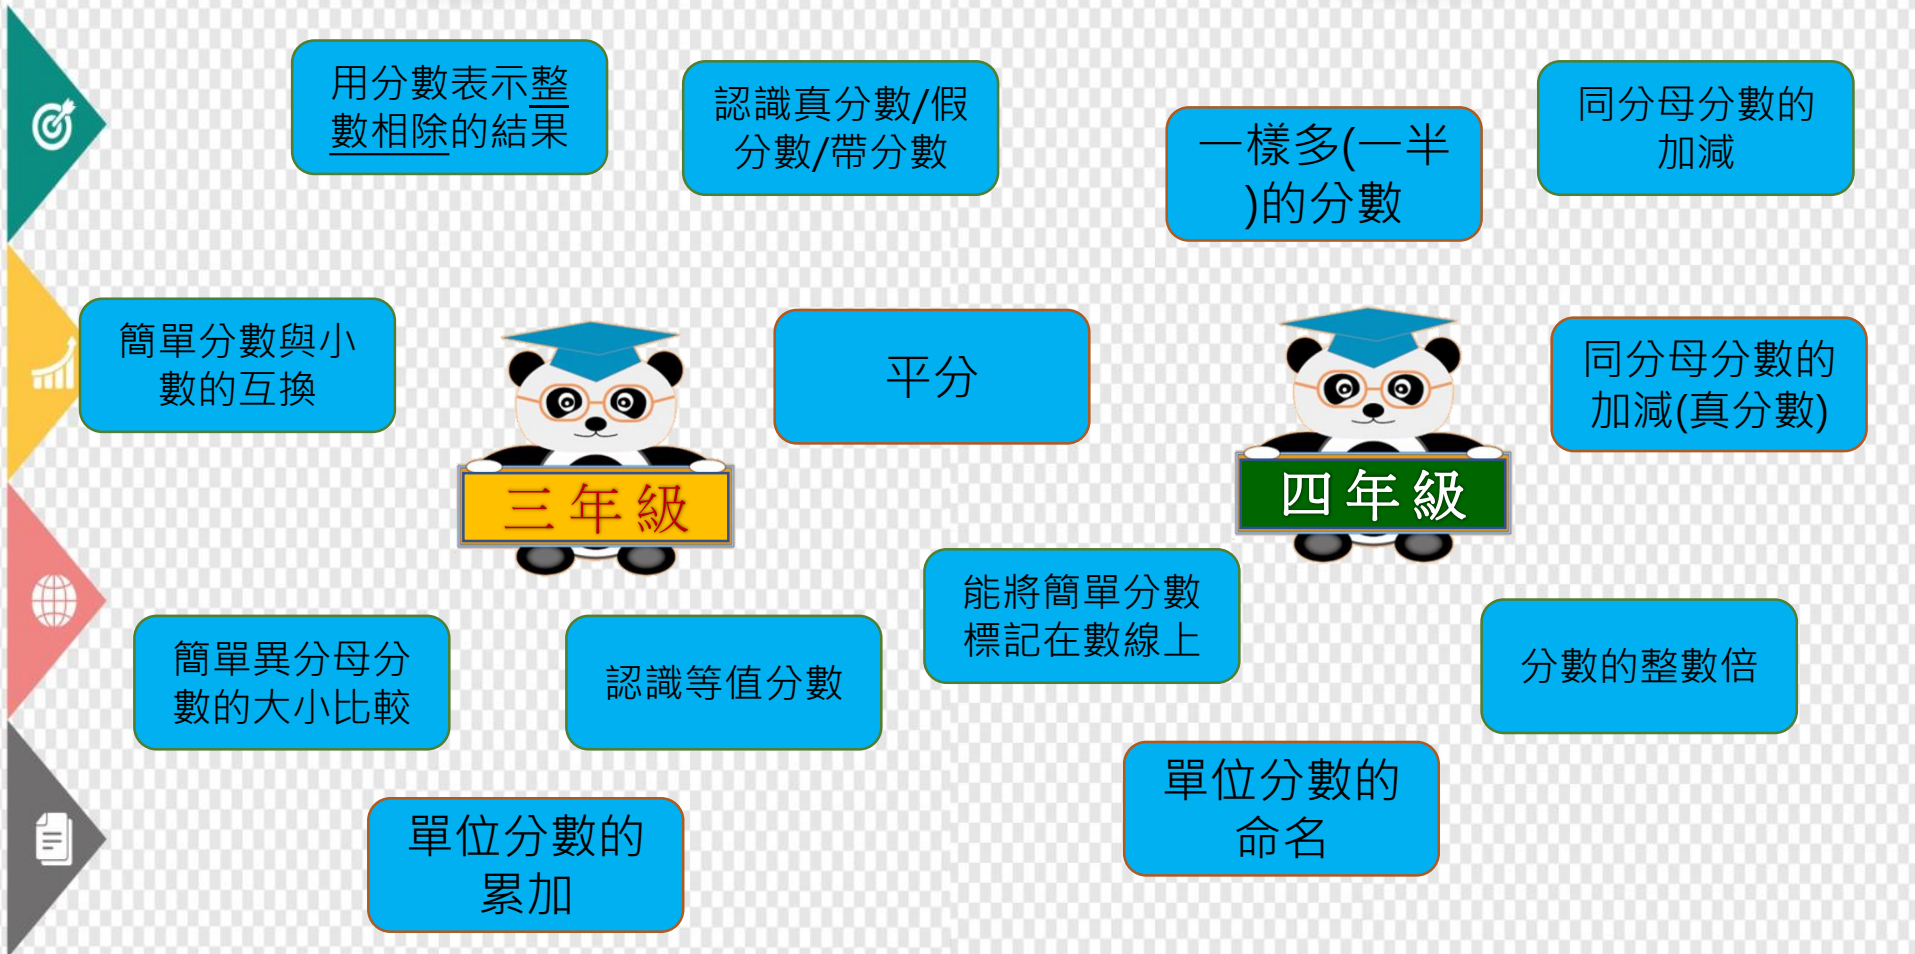 用分數表示整
數相除的結果
認識真分數/假
分數/帶分數
一樣多(一半
)的分數
同分母分數的
加減
簡單分數與小
數的互換
平分
同分母分數的
加減(真分數)
三年級
四年級
能將簡單分數
標記在數線上
簡單異分母分
數的大小比較
認識等值分數
分數的整數倍
單位分數的
命名
單位分數的
累加